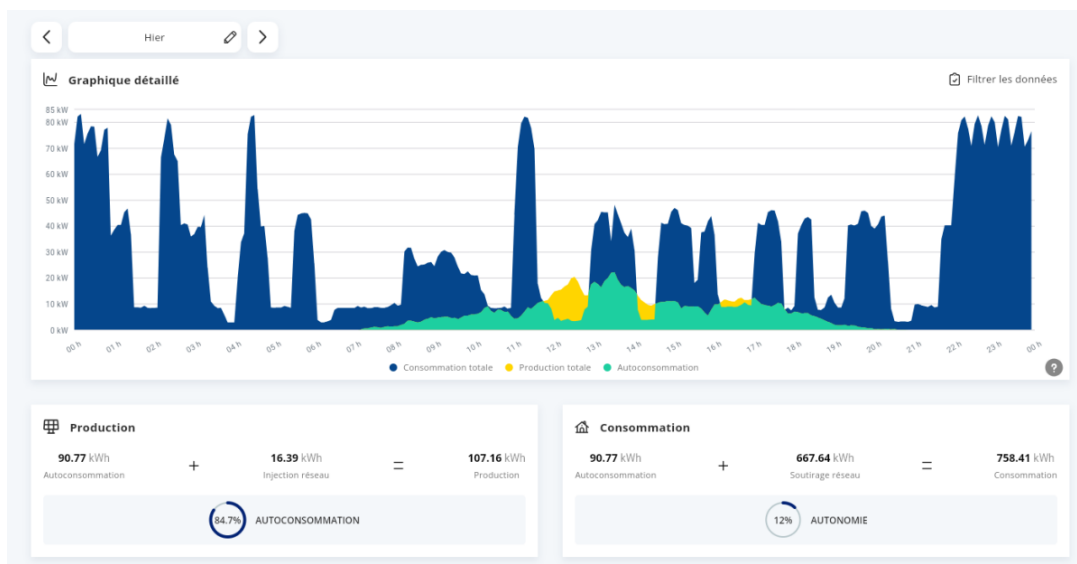 Hier
Graphique détaillé
Filtrer les données
85 kW
80 kW
70 kW
60 kW
50 kW
40 kW
30 kW
20 kW
10 kW
0 kW
00 h 01 h 02 h 03 h 04 h 05 h 06 h 07 h 08 h 09 h 10 h 11 h 12 h 13 h 14 h 15 h 16 h 17 h 18 h 19 h 20 h 21 h 22 h 23 h 00 h
Consommation totale Production totale Autoconsommation
?
Production
90.77 kWh + 16.39 kWh = 107.16 kWh
Autoconsommation Injection réseau Production
84.7% AUTOCONSOMMATION
Consommation
90.77 kWh + 667.64 kWh = 758.41 kWh
Autoconsommation Soutirage réseau Consommation
12% AUTONOMIE